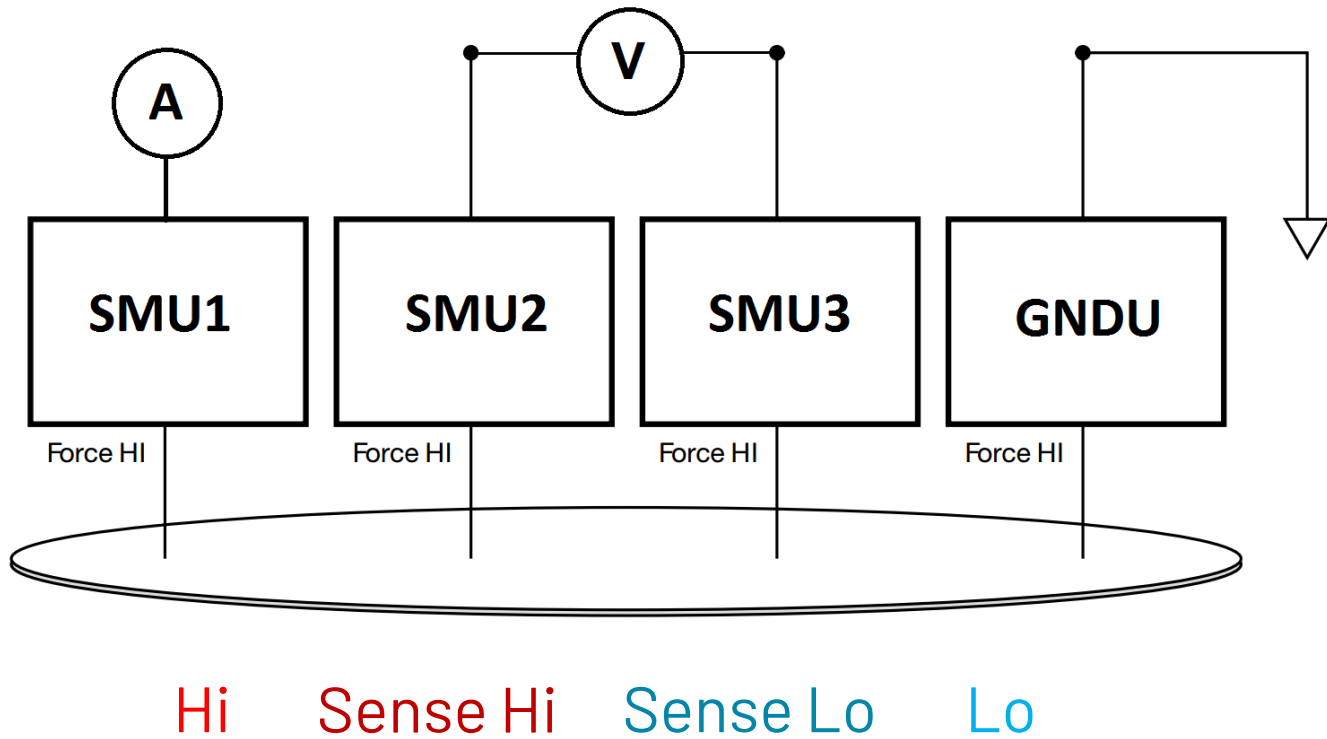 A
V
SMU1
SMU2
SMU3
GNDU
Force HI
Force HI
Force HI
Force HI
Hi
Sense Hi
Sense Lo
Lo